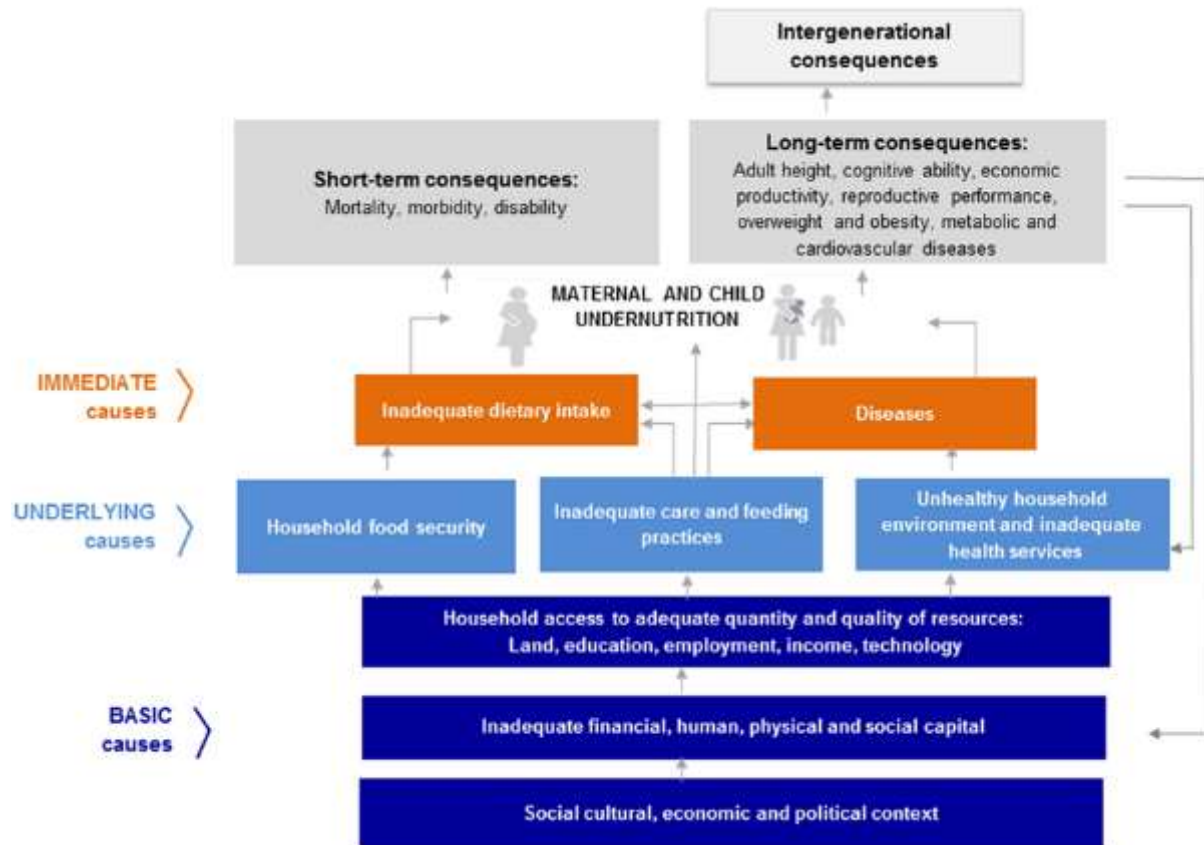 Intergenerational
consequences
Short-term consequences:
Mortality, morbidity, disability
Long-term consequences:
Adult height, cognitive ability, economic
productivity, reproductive performance,
overweight and obesity, metabolic and
cardiovascular diseases
MATERNAL AND CHILD
UNDERNUTRITION
IMMEDIATE
causes
Inadequate dietary intake
Diseases
UNDERLYING
causes
Household food security
Inadequate care and feeding
practices
Unhealthy household
environment and inadequate
health services
Household access to adequate quantity and quality of resources:
Land, education, employment, income, technology
BASIC
causes
Inadequate financial, human, physical and social capital
Social cultural, economic and political context